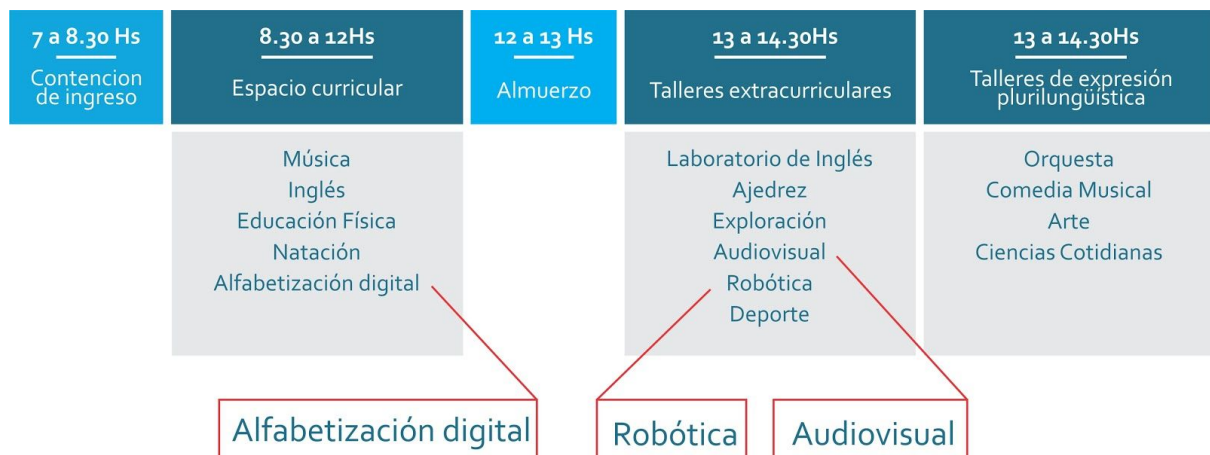 7 a 8.30 Hs
Contencion
de ingreso
8.30 a 12Hs
Espacio curricular
12 a 13 Hs
Almuerzo
13 a 14.30Hs
Talleres extracurriculares
13 a 14.30Hs
Talleres de expresión
plurilungüística
Música
Inglés
Educación Física
Natación
Alfabetización digital
Laboratorio de Inglés
Ajedrez
Exploración
Audiovisual
Robótica
Deporte
Orquesta
Comedia Musical
Arte
Ciencias Cotidianas
Alfabetización digital
Robótica
Audiovisual